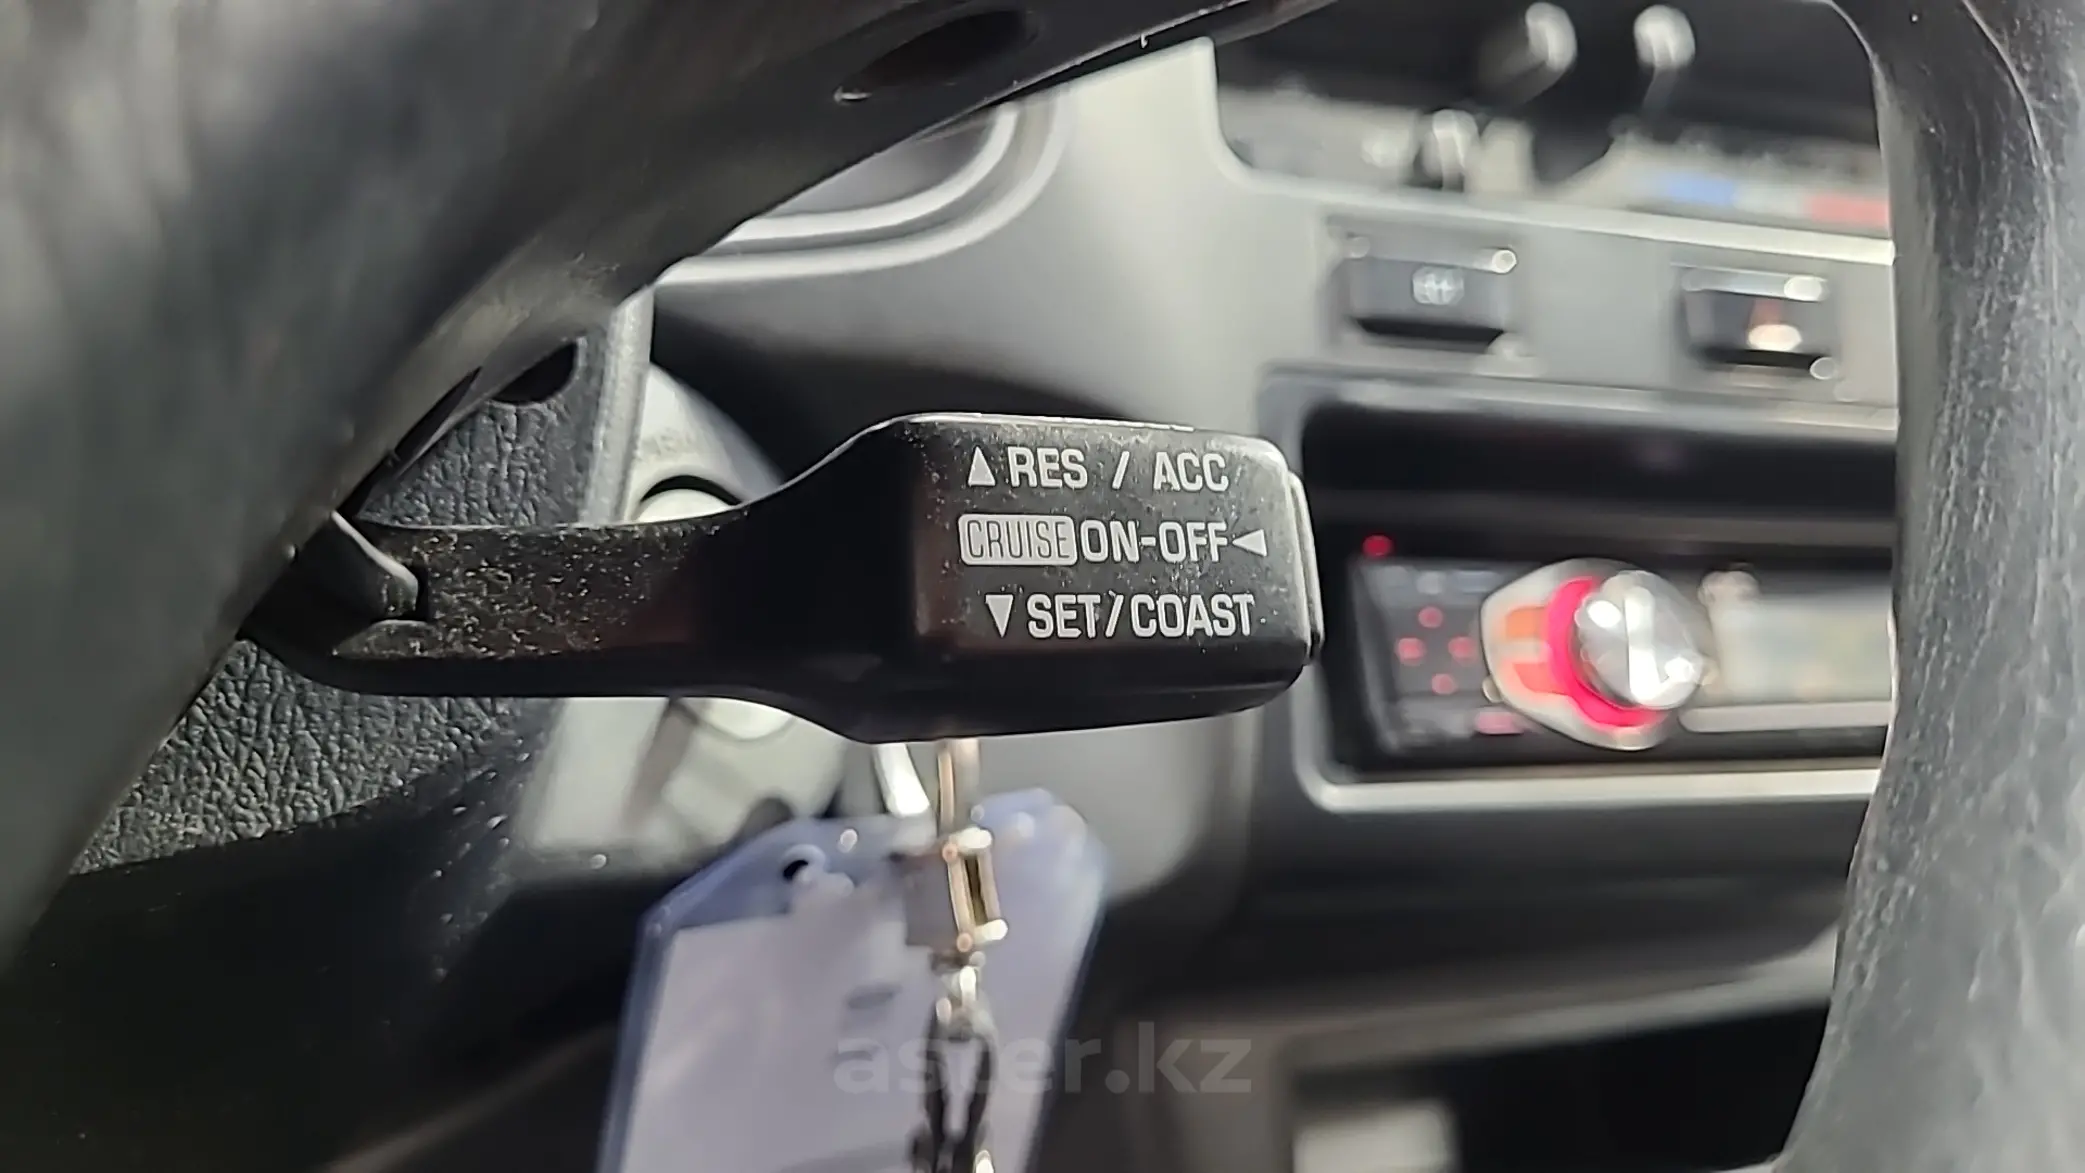 ▲ RES / ACC
CRUISE ON-OFF ◄
▼ SET/COAST
aster.kz